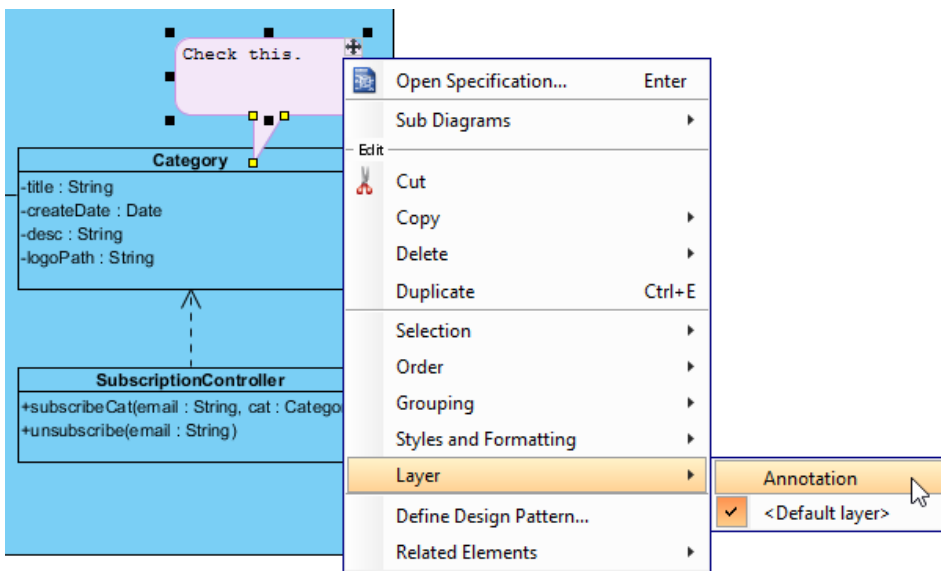 Check this.
Category
-title : String
-createDate : Date
-desc : String
-logoPath : String
SubscriptionController
+subscribeCat(email : String, cat : Catego
+unsubscribe(email : String)
Open Specification... Enter
Sub Diagrams
Edit
Cut
Copy
Delete
Duplicate Ctrl+E
Selection
Order
Grouping
Styles and Formatting
Layer
Define Design Pattern...
Related Elements
Annotation
<Default layer>